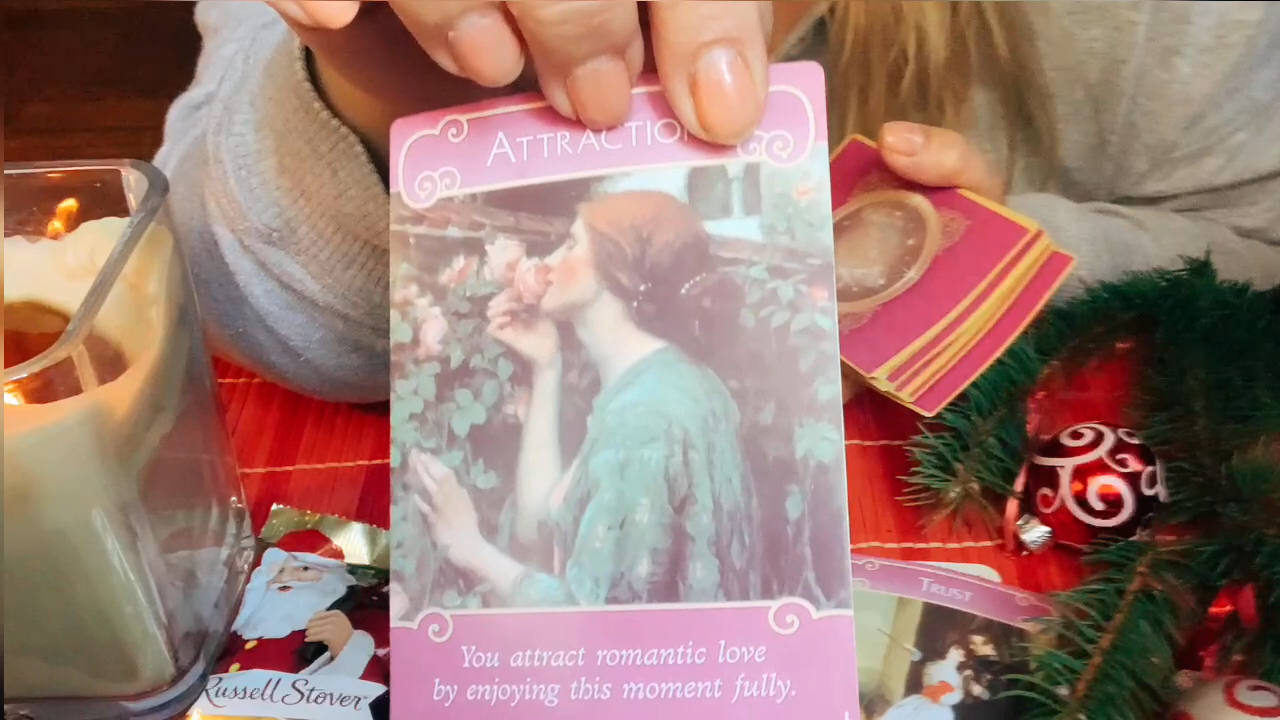 ATTRACTION
You attract romantic love
by enjoying this moment fully.
TRUST
Russell Stover